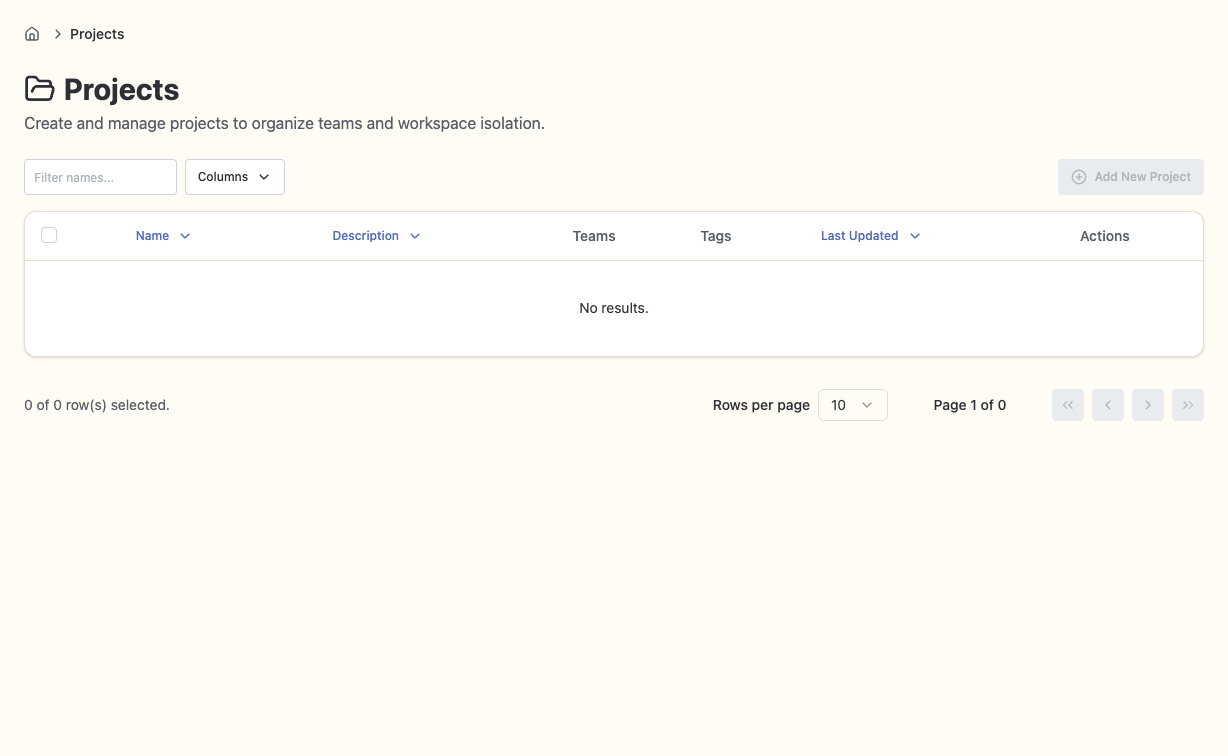 Projects
Projects
Create and manage projects to organize teams and workspace isolation.
Filter names... Columns Add New Project
Name Description Teams Tags Last Updated Actions
No results.
0 of 0 row(s) selected. Rows per page 10 Page 1 of 0